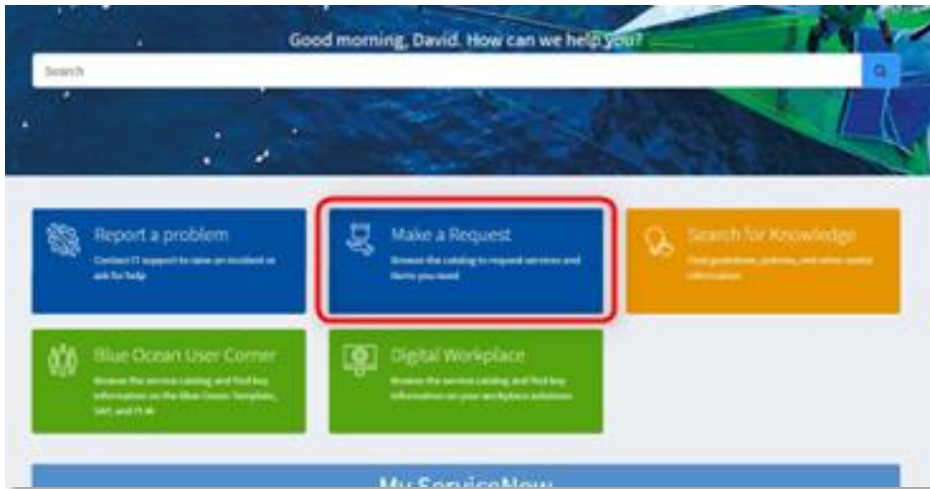 Good morning, David. How can we help you?
Search
Report a problem
Contact IT support to raise an incident or
ask for help
Make a Request
Browse the catalog to request services and
items you need
Search for Knowledge
Find guidelines, policies, and other useful
information
Blue Ocean User Corner
Browse the service catalog and find key
information on the Blue Ocean Template,
SAP, and PLM
Digital Workplace
Browse the service catalog and find key
information on your workplace solutions
My ServiceNow